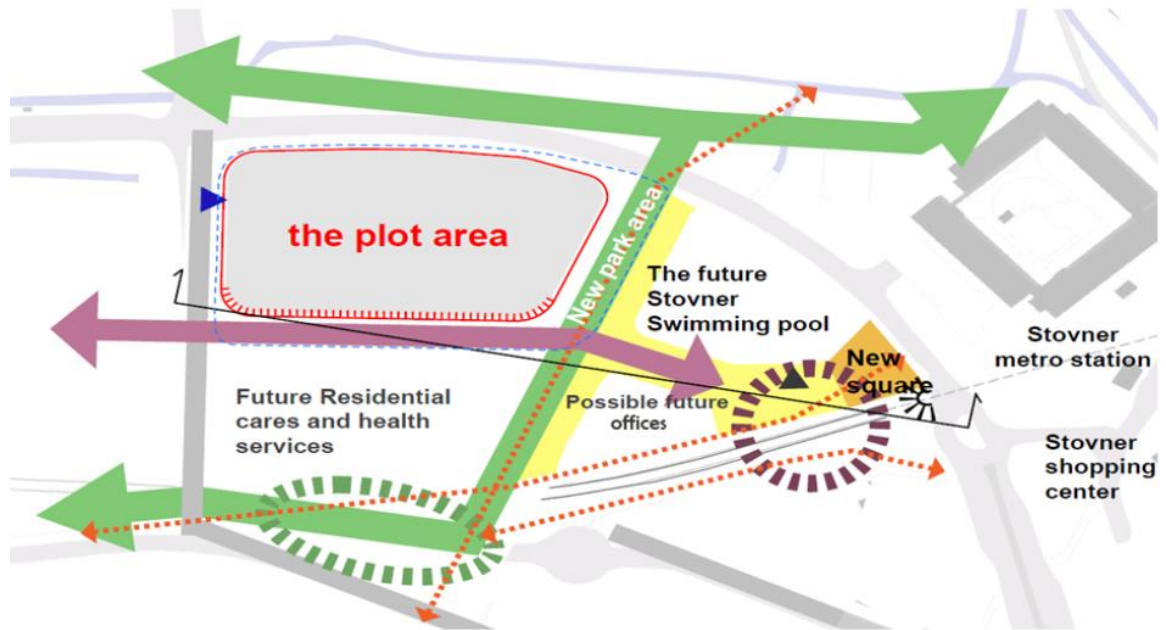 the plot area
New park area
The future
Stovner
Swimming pool
Stovner
metro station
New
square
Future Residential
cares and health
services
Possible future
offices
Stovner
shopping
center